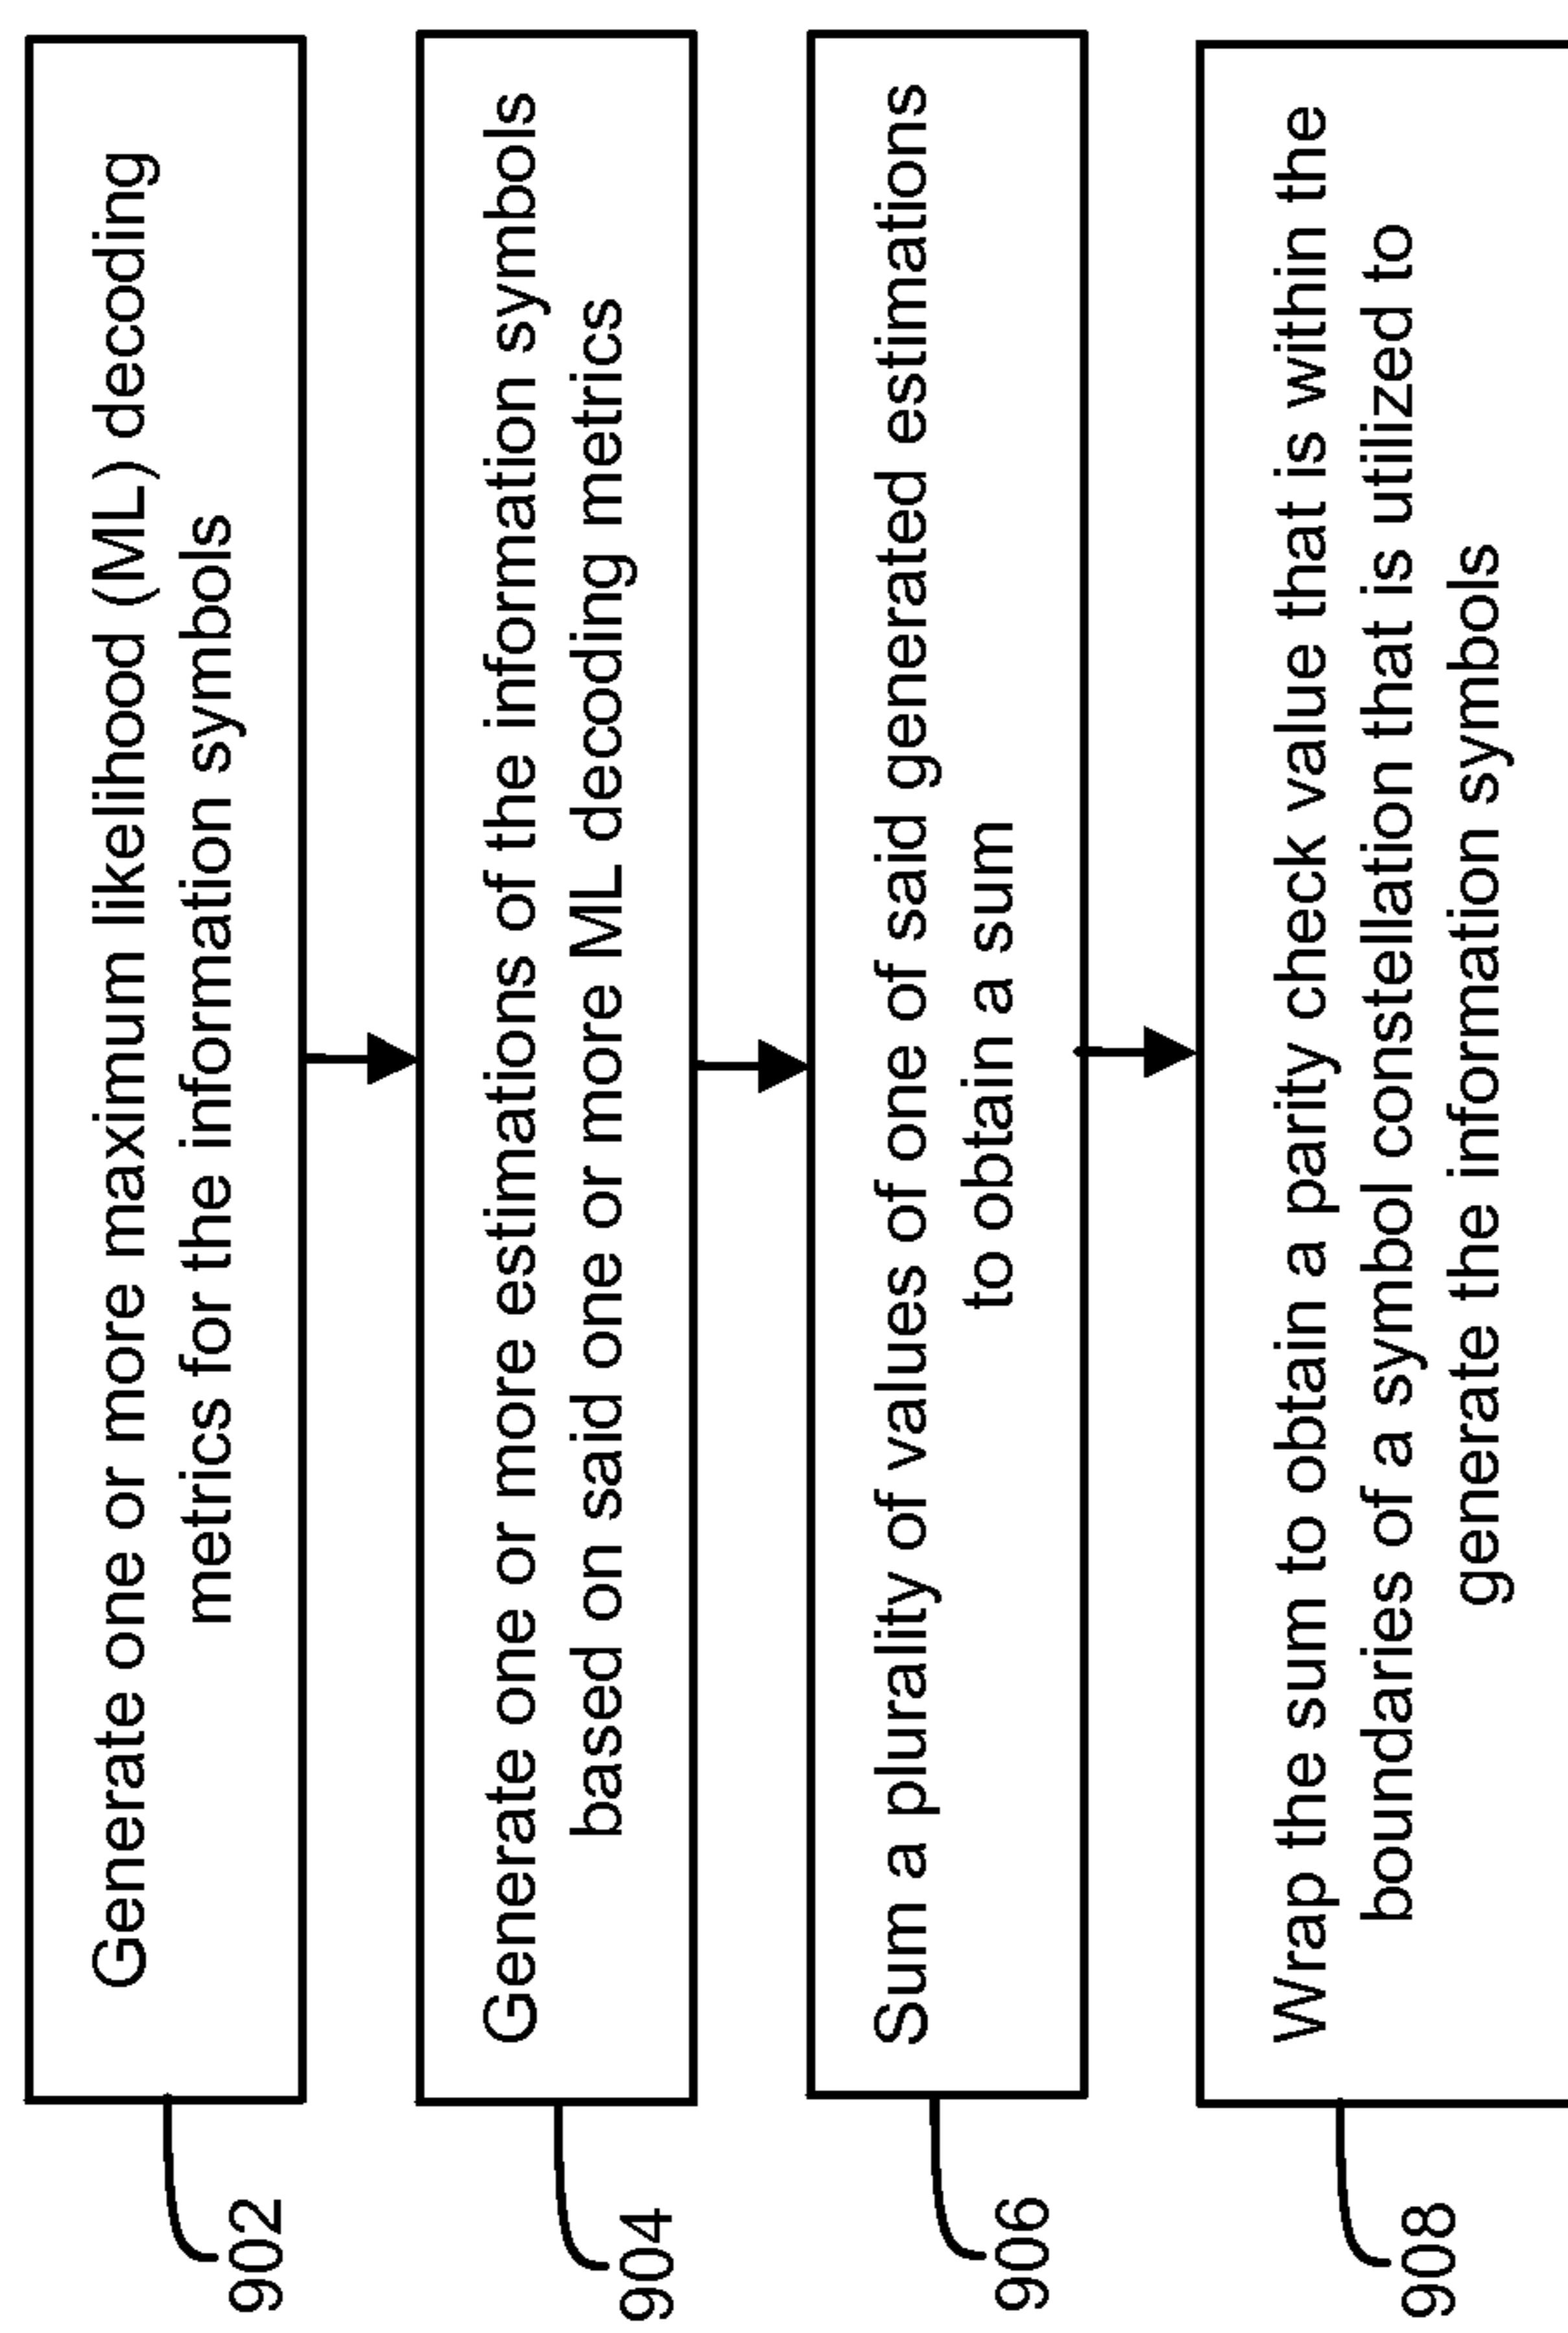 Generate one or more maximum likelihood (ML) decoding
metrics for the information symbols
902
Generate one or more estimations of the information symbols
based on said one or more ML decoding metrics
904
Sum a plurality of values of one of said generated estimations
to obtain a sum
906
Wrap the sum to obtain a parity check value that is within the
boundaries of a symbol constellation that is utilized to
generate the information symbols
908